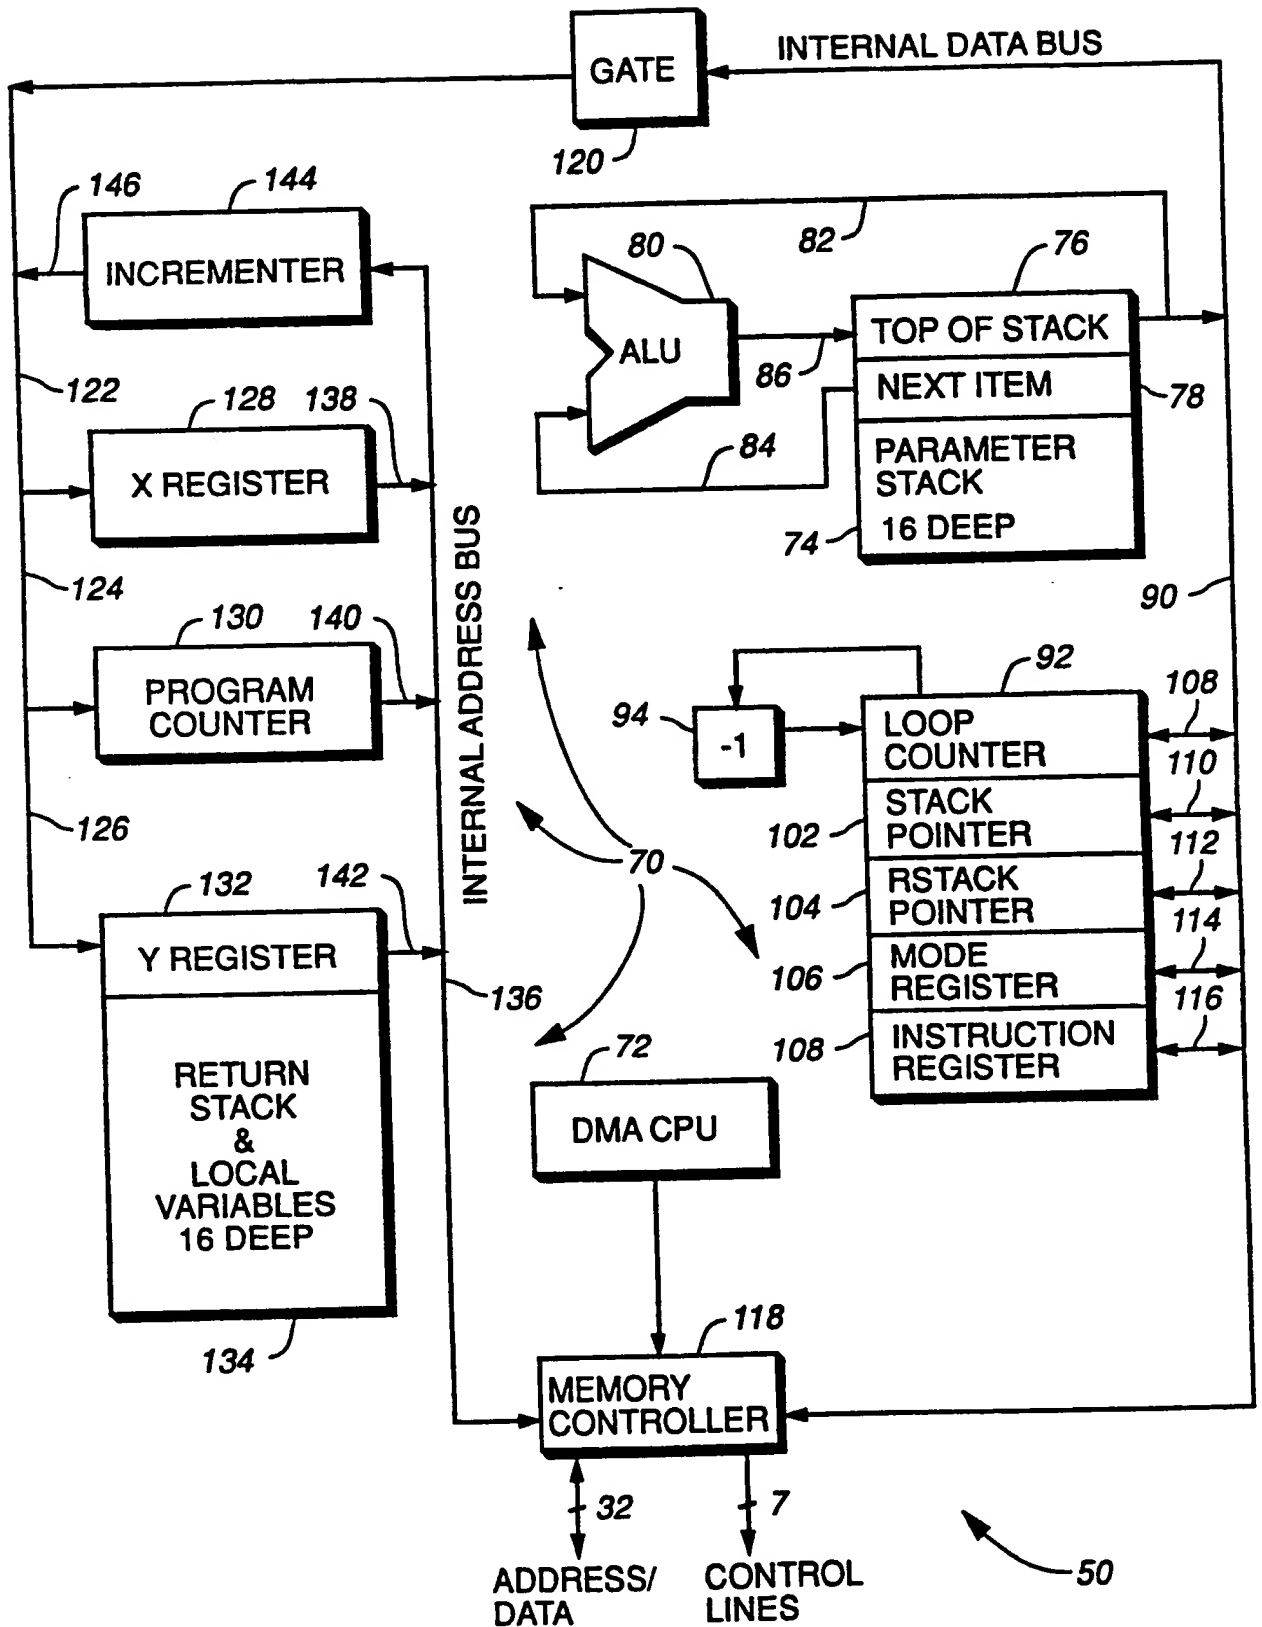 INTERNAL DATA BUS
GATE
120
146
144
INCREMENTER
82
80
76
ALU
86
TOP OF STACK
NEXT ITEM
78
84
PARAMETER
STACK
16 DEEP
74
90
122
128
138
X REGISTER
124
130
140
PROGRAM
COUNTER
126
INTERNAL ADDRESS BUS
132
142
Y REGISTER
136
RETURN
STACK
&
LOCAL
VARIABLES
16 DEEP
134
70
92
94
-1
LOOP
COUNTER
108
110
102
STACK
POINTER
112
104
RSTACK
POINTER
114
106
MODE
REGISTER
116
108
INSTRUCTION
REGISTER
72
DMA CPU
118
MEMORY
CONTROLLER
32
7
ADDRESS/
DATA
CONTROL
LINES
50